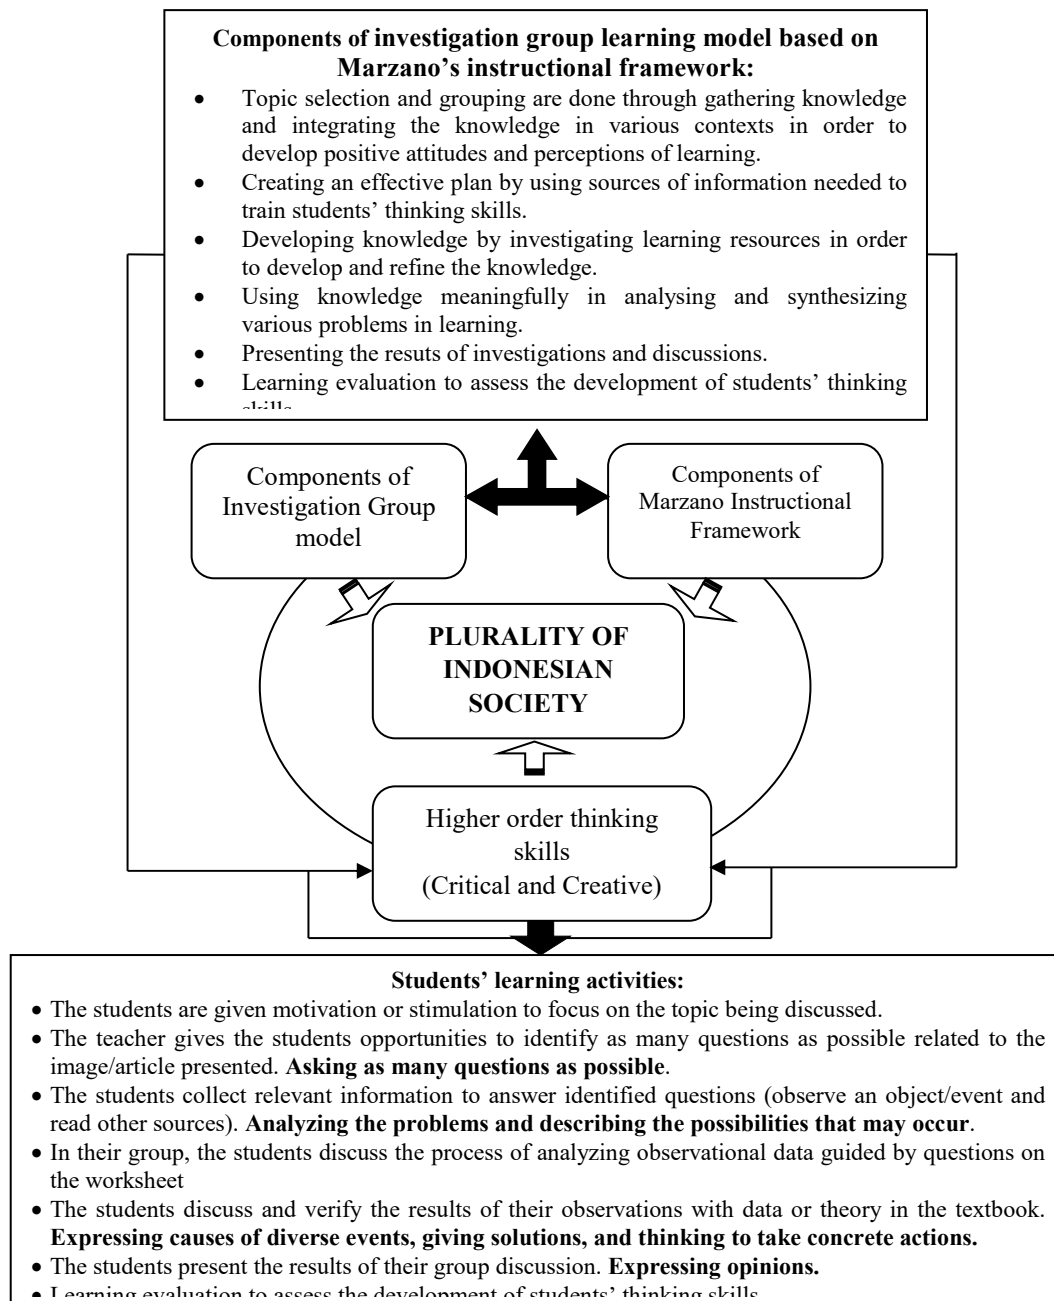 Components of investigation group learning model based on
Marzano's instructional framework:
• Topic selection and grouping are done through gathering knowledge
and integrating the knowledge in various contexts in order to
develop positive attitudes and perceptions of learning.
• Creating an effective plan by using sources of information needed to
train students' thinking skills.
• Developing knowledge by investigating learning resources in order
to develop and refine the knowledge.
• Using knowledge meaningfully in analysing and synthesizing
various problems in learning.
• Presenting the resuts of investigations and discussions.
• Learning evaluation to assess the development of students' thinking
skills
Components of
Investigation Group
model
Components of
Marzano Instructional
Framework
PLURALITY OF
INDONESIAN
SOCIETY
Higher order thinking
skills
(Critical and Creative)
Students' learning activities:
• The students are given motivation or stimulation to focus on the topic being discussed.
• The teacher gives the students opportunities to identify as many questions as possible related to the
image/article presented. Asking as many questions as possible.
• The students collect relevant information to answer identified questions (observe an object/event and
read other sources). Analyzing the problems and describing the possibilities that may occur.
• In their group, the students discuss the process of analyzing observational data guided by questions on
the worksheet
• The students discuss and verify the results of their observations with data or theory in the textbook.
Expressing causes of diverse events, giving solutions, and thinking to take concrete actions.
• The students present the results of their group discussion. Expressing opinions.
• Learning evaluation to assess the development of students' thinking skills